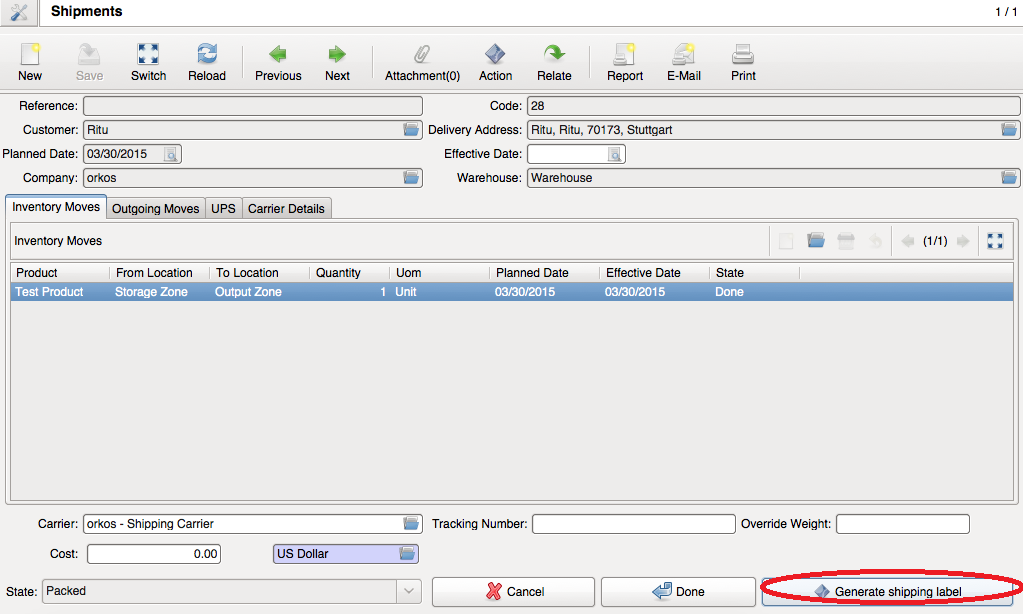 Shipments 1 / 1
New Save Switch Reload Previous Next Attachment(0) Action Relate Report E-Mail Print
Reference: Code: 28
Customer: Ritu Delivery Address: Ritu, Ritu, 70173, Stuttgart
Planned Date: 03/30/2015 Effective Date:
Company: orkos Warehouse: Warehouse
Inventory Moves Outgoing Moves UPS Carrier Details
Inventory Moves (1/1)
Product From Location To Location Quantity Uom Planned Date Effective Date State
Test Product Storage Zone Output Zone 1 Unit 03/30/2015 03/30/2015 Done
Carrier: orkos - Shipping Carrier Tracking Number: Override Weight:
Cost: 0.00 US Dollar
State: Packed Cancel Done Generate shipping label